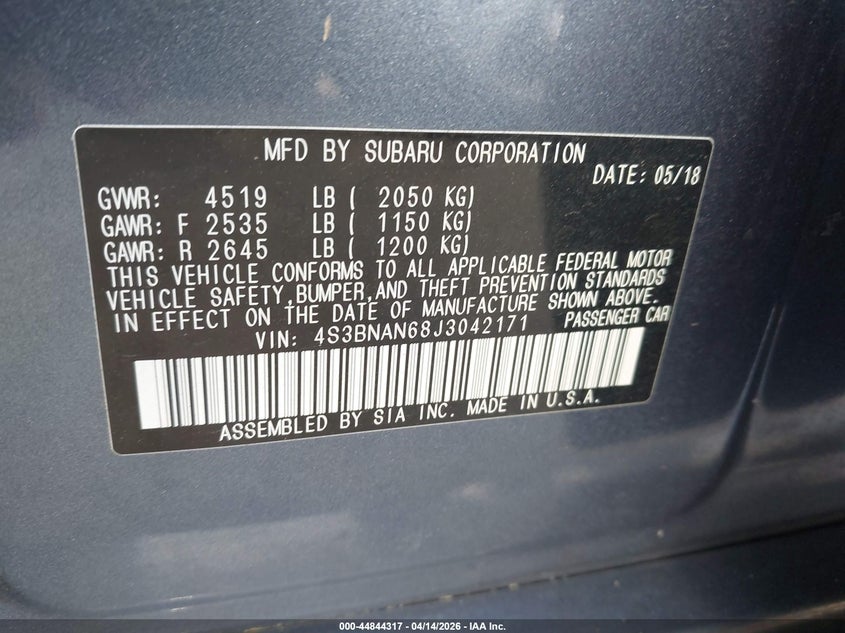 MFD BY SUBARU CORPORATION
DATE: 05/18
GVWR: 4519 LB ( 2050 KG)
GAWR: F 2535 LB ( 1150 KG)
GAWR: R 2645 LB ( 1200 KG)
THIS VEHICLE CONFORMS TO ALL APPLICABLE FEDERAL MOTOR
VEHICLE SAFETY,BUMPER,AND THEFT PREVENTION STANDARDS
IN EFFECT ON THE DATE OF MANUFACTURE SHOWN ABOVE.
VIN: 4S3BNAN68J3042171 PASSENGER CAR
ASSEMBLED BY SIA INC. MADE IN U.S.A.
000-44844317 - 04/14/2026 - IAA Inc.